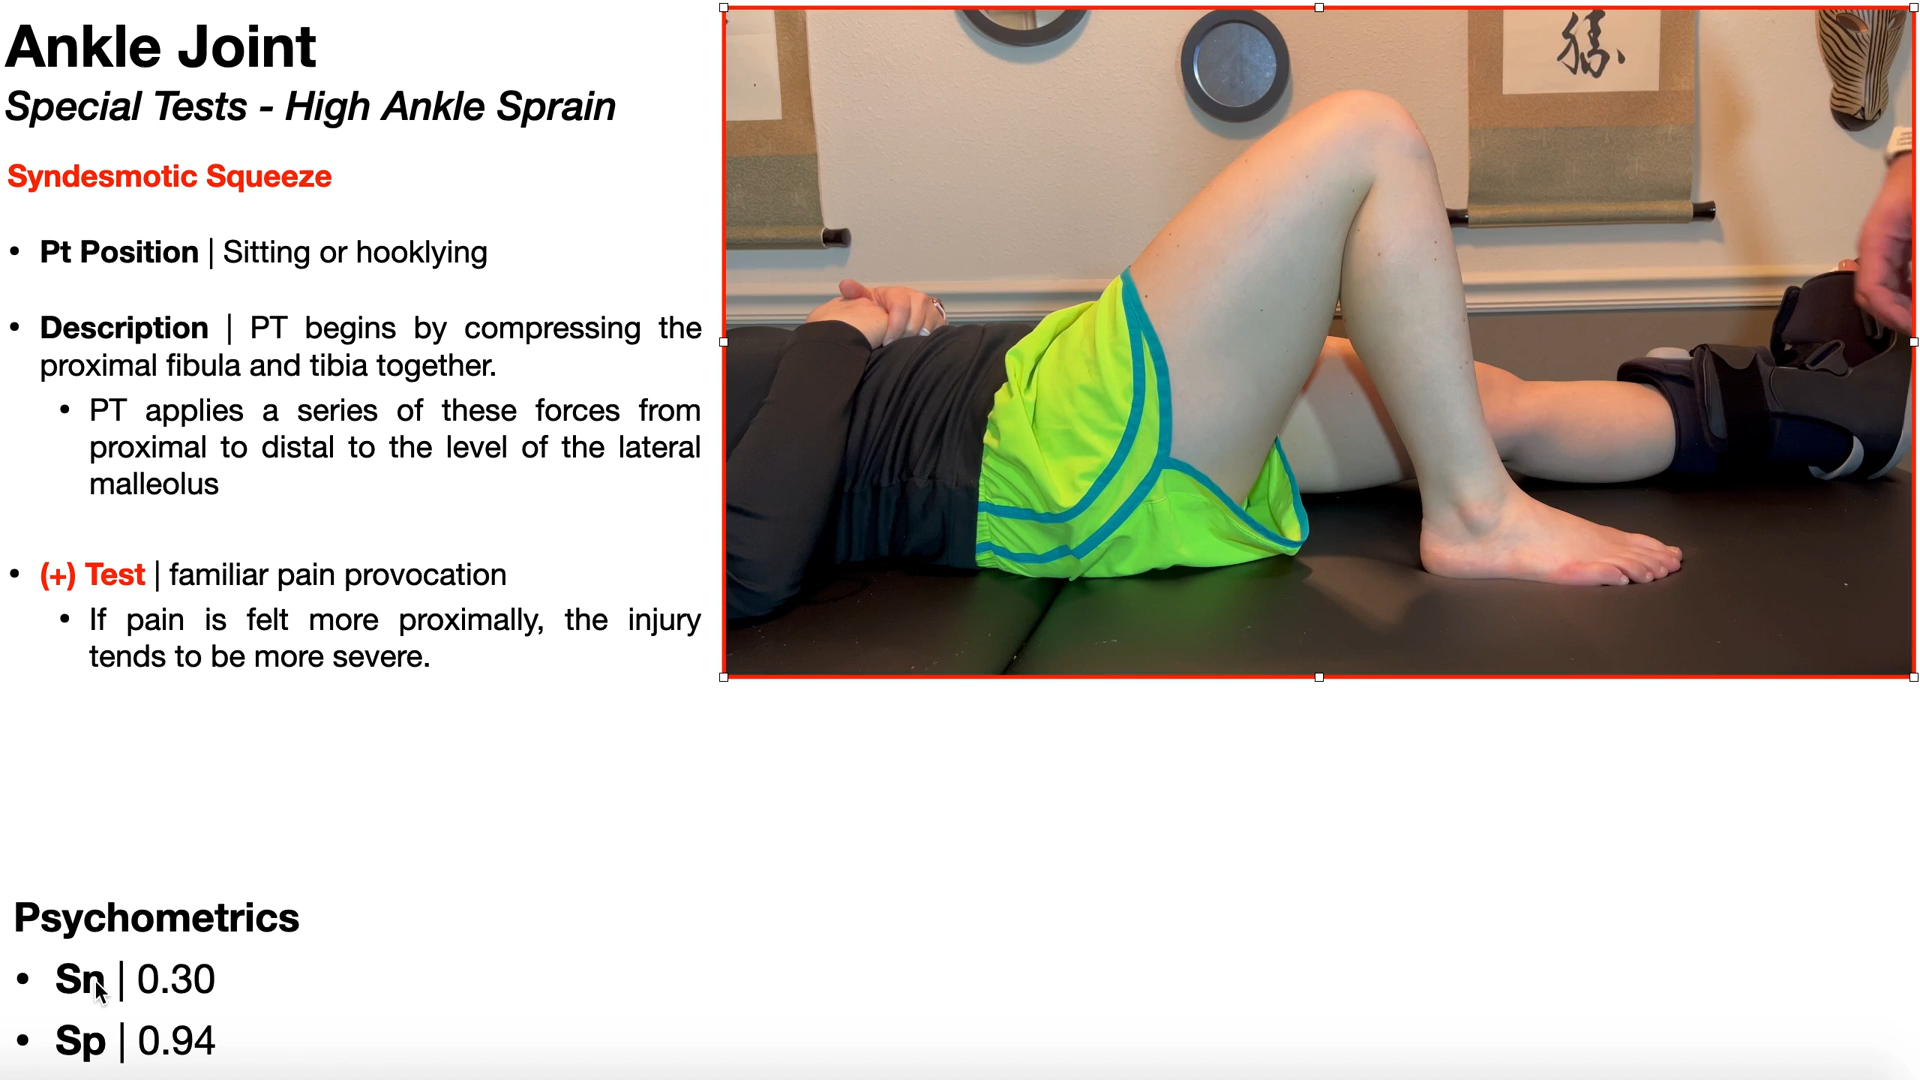 Ankle Joint
Special Tests - High Ankle Sprain
Syndesmotic Squeeze
• Pt Position | Sitting or hooklying
• Description | PT begins by compressing the
proximal fibula and tibia together.
• PT applies a series of these forces from
proximal to distal to the level of the lateral
malleolus
• (+) Test | familiar pain provocation
• If pain is felt more proximally, the injury
tends to be more severe.
勝
Psychometrics
• Sn | 0.30
• Sp | 0.94